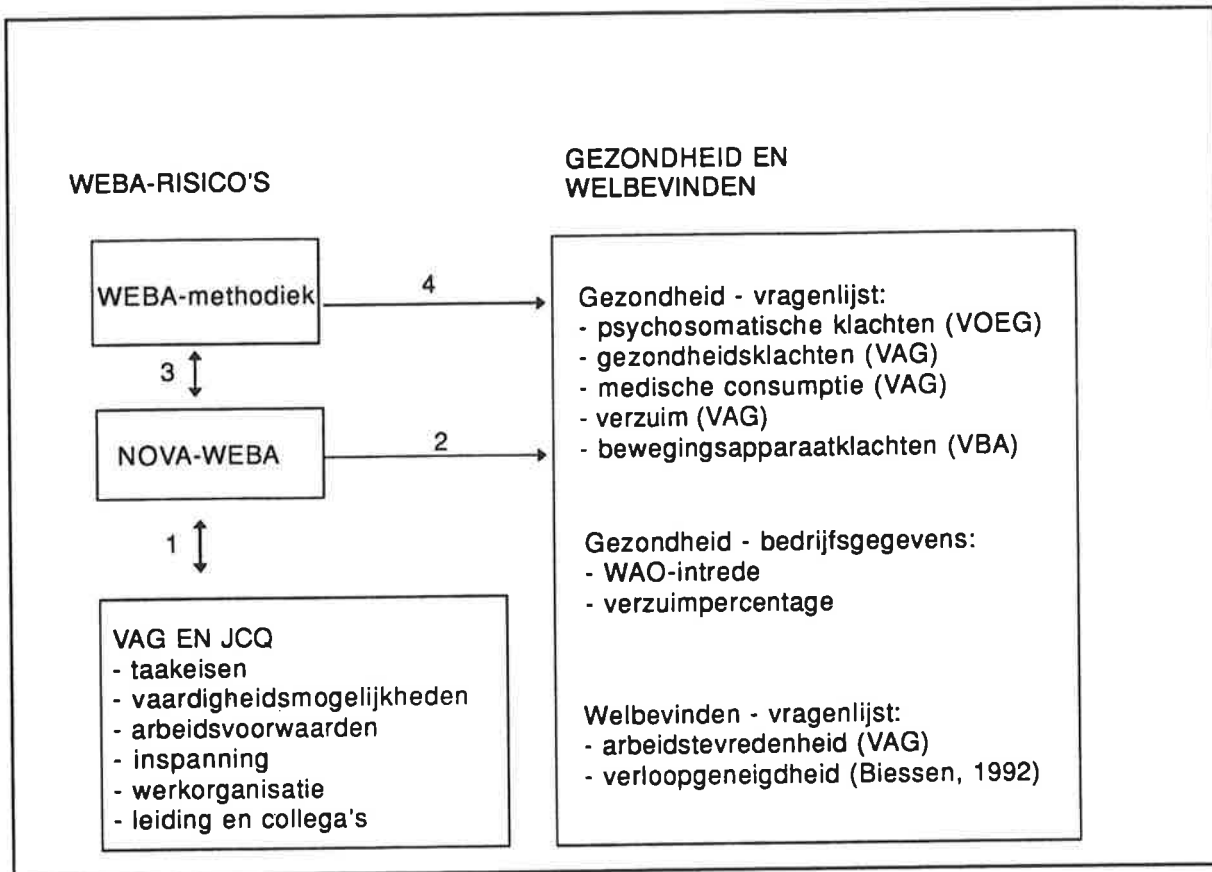 WEBA-RISICO'S
GEZONDHEID EN
WELBEVINDEN
WEBA-methodiek
4
3
NOVA-WEBA
2
1
VAG EN JCQ
- taakeisen
- vaardigheidsmogelijkheden
- arbeidsvoorwaarden
- inspanning
- werkorganisatie
- leiding en collega's
Gezondheid - vragenlijst:
- psychosomatische klachten (VOEG)
- gezondheidsklachten (VAG)
- medische consumptie (VAG)
- verzuim (VAG)
- bewegingsapparaatklachten (VBA)
Gezondheid - bedrijfsgegevens:
- WAO-intrede
- verzuimpercentage
Welbevinden - vragenlijst:
- arbeidstevredenheid (VAG)
- verloopgeneigdheid (Biessen, 1992)